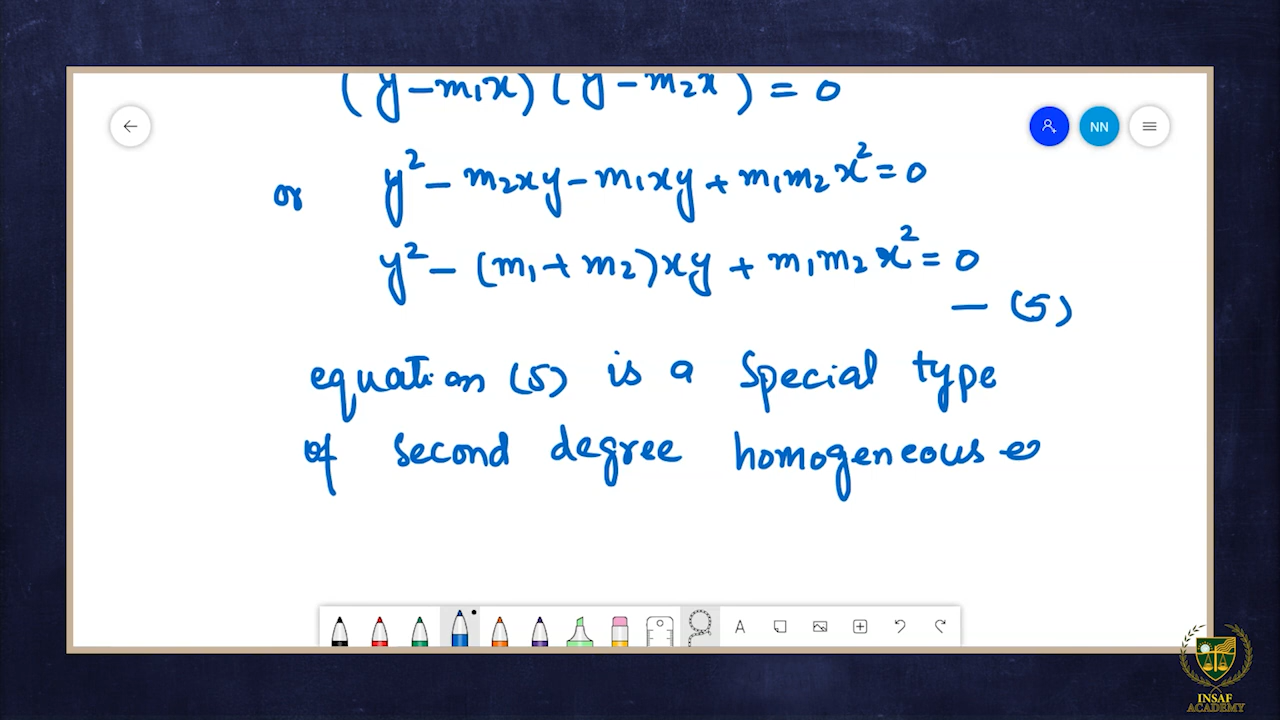 (y-m₁x)(y-m₂x) = 0
NN
or y² - m₂xy - m₁xy + m₁m₂x² = 0
y² - (m₁ + m₂)xy + m₁m₂x² = 0
- (5)
equation (5) is a special type
of second degree homogeneous e
A
INSAF
ACADEMY